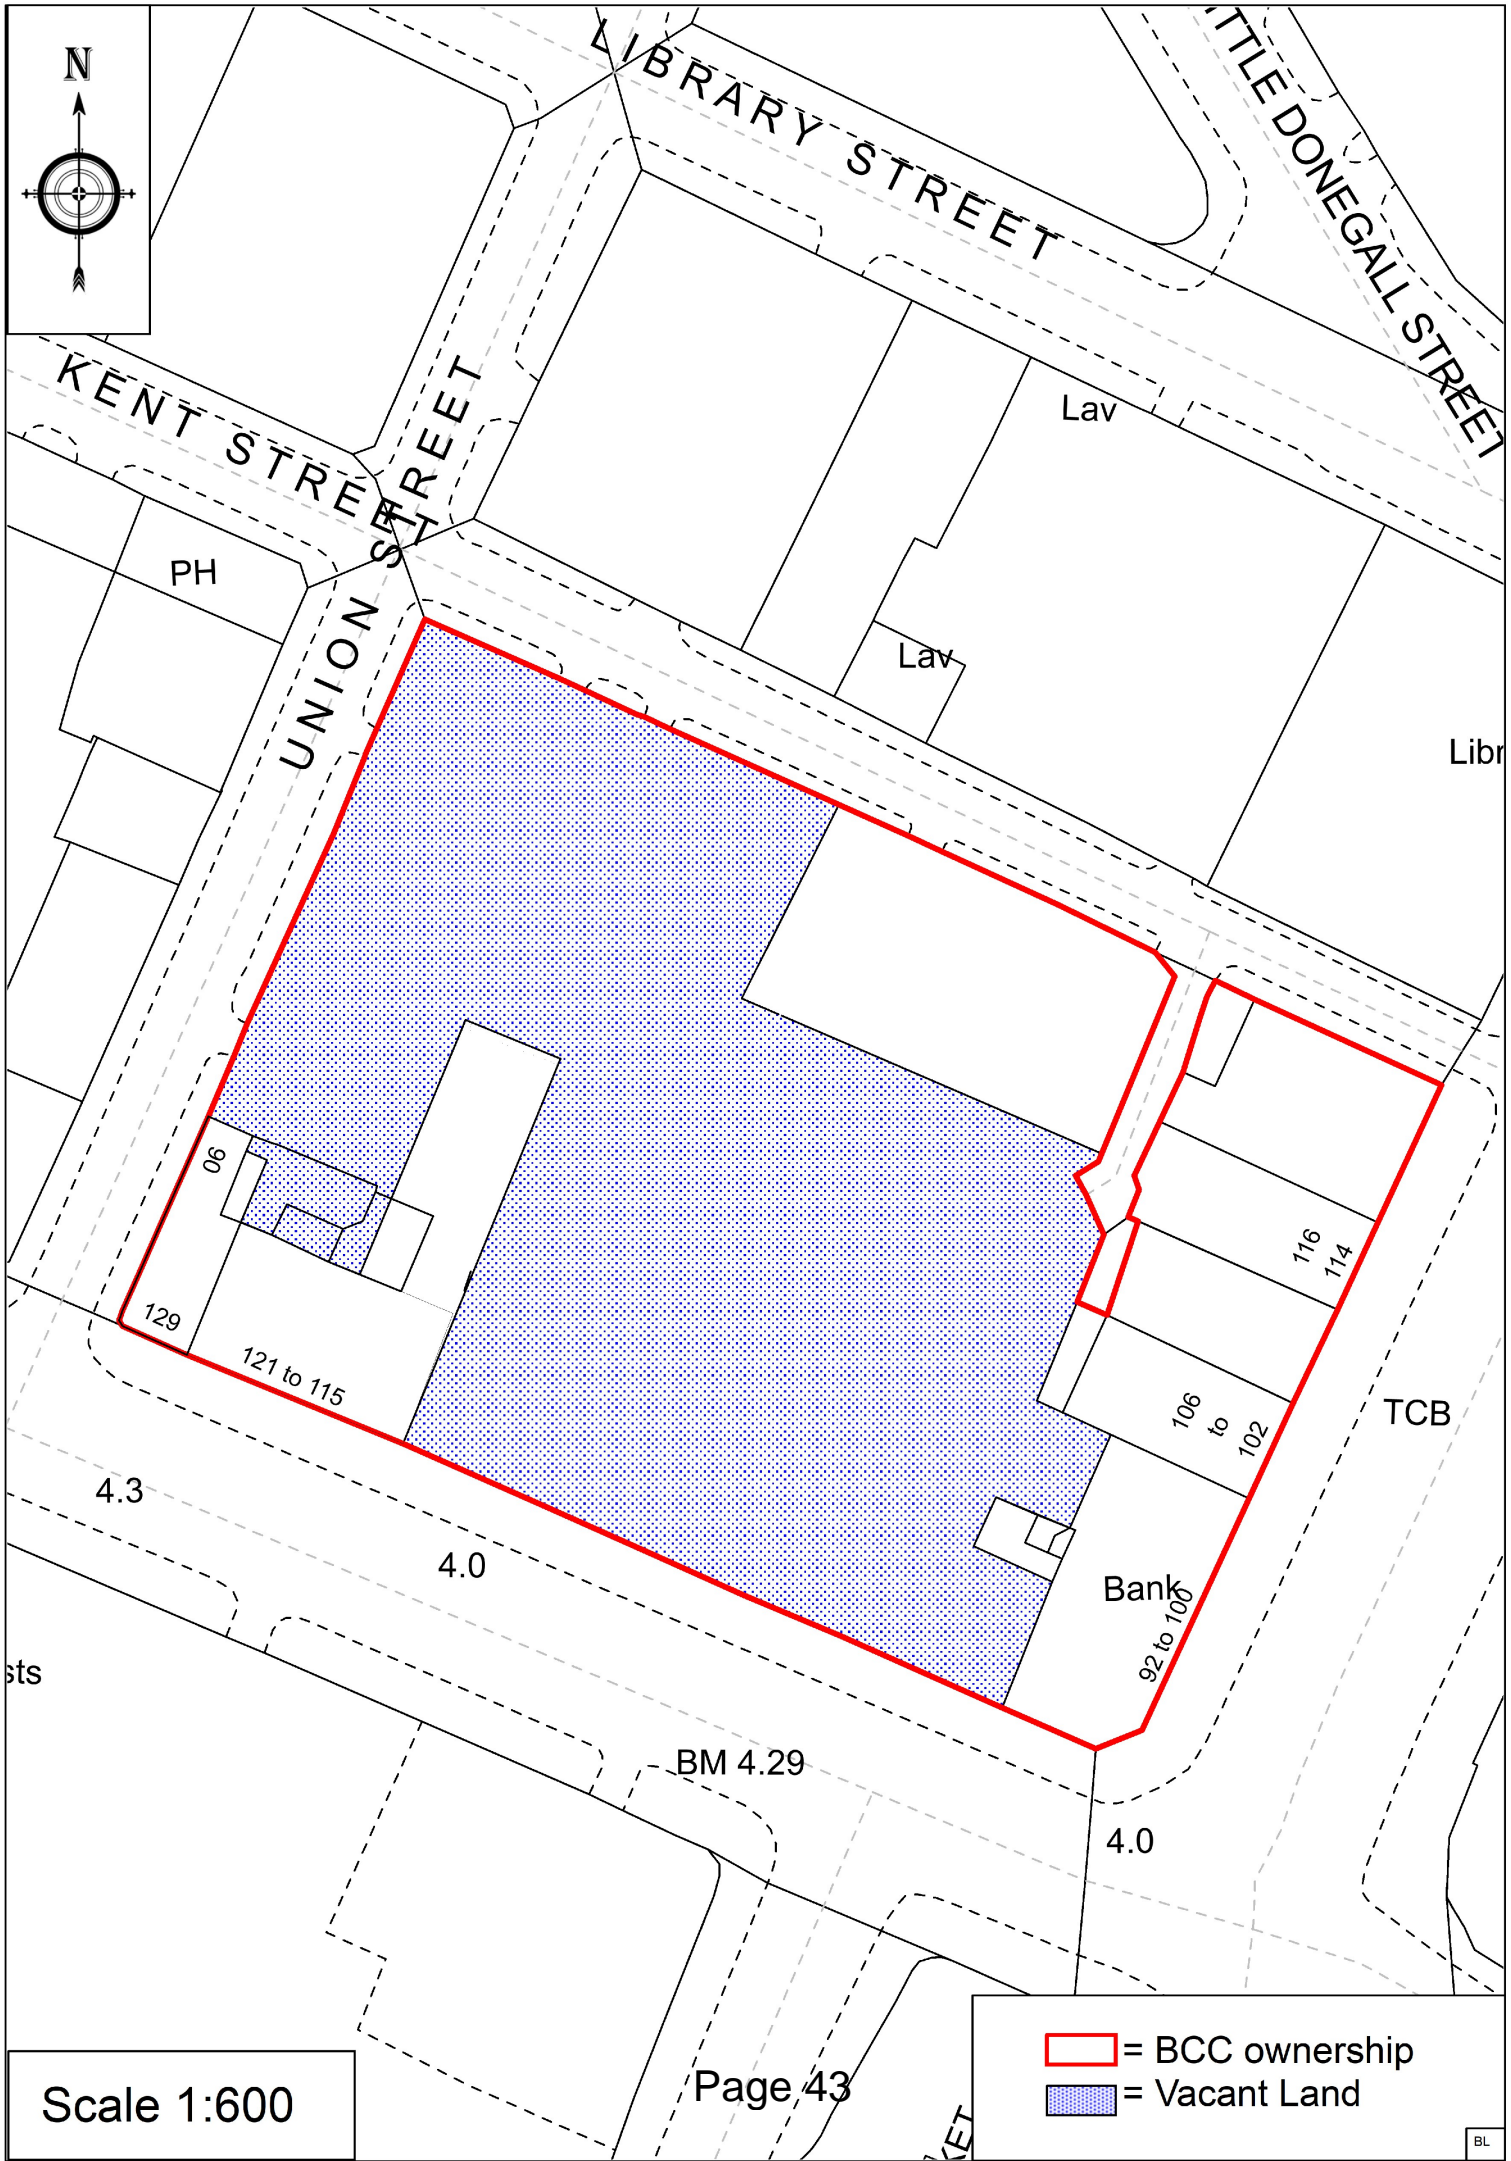 N
LIBRARY STREET
ITTLE DONEGALL STREET
KENT STREET
UNION STREET
Lav
PH
Lav
Libr
06
129
121 to 115
116
114
106
to
102
TCB
Bank
92 to 100
4.3
4.0
sts
BM 4.29
4.0
= BCC ownership
= Vacant Land
Scale 1:600
Page 43
KET
BL